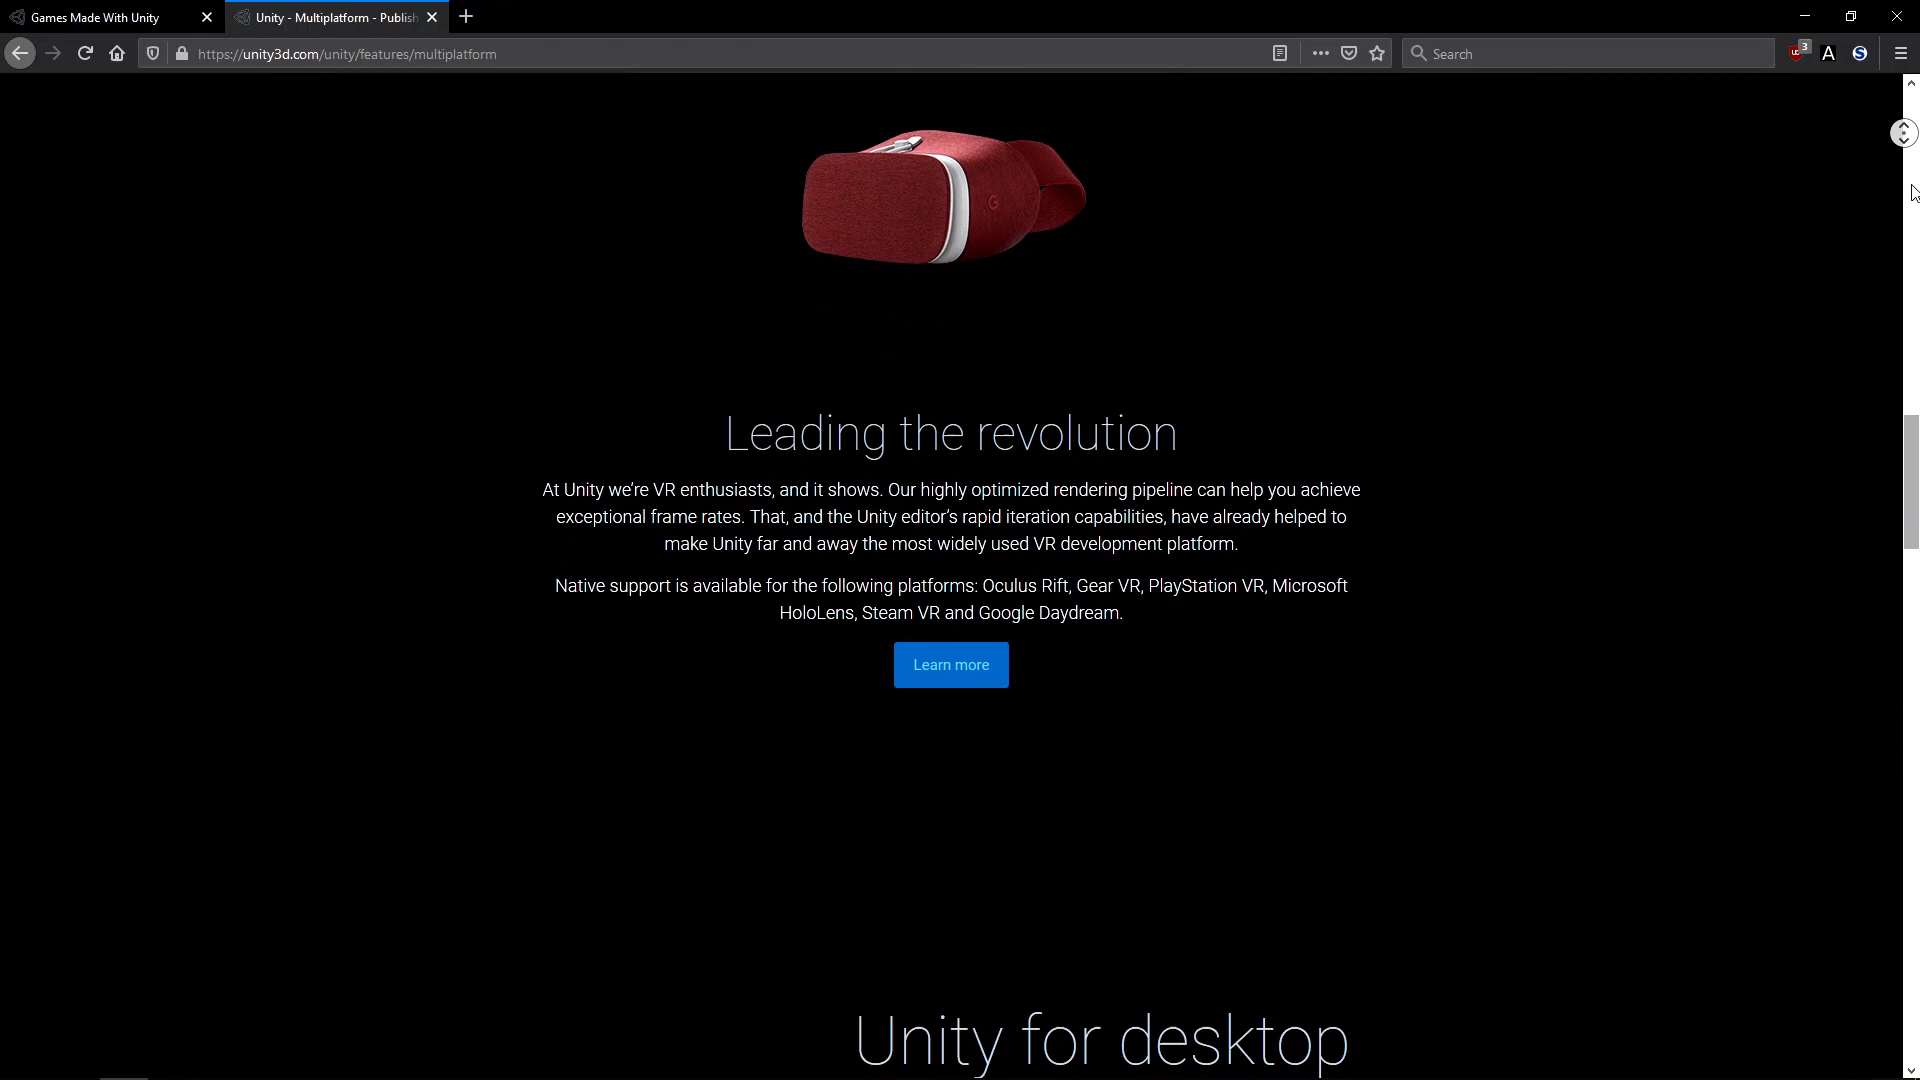 Games Made With Unity
Unity - Multiplatform - Publish
https://unity3d.com/unity/features/multiplatform
Search
3
A
S
G
Leading the revolution
At Unity we’re VR enthusiasts, and it shows. Our highly optimized rendering pipeline can help you achieve
exceptional frame rates. That, and the Unity editor’s rapid iteration capabilities, have already helped to
make Unity far and away the most widely used VR development platform.
Native support is available for the following platforms: Oculus Rift, Gear VR, PlayStation VR, Microsoft
HoloLens, Steam VR and Google Daydream.
Learn more
Unity for desktop